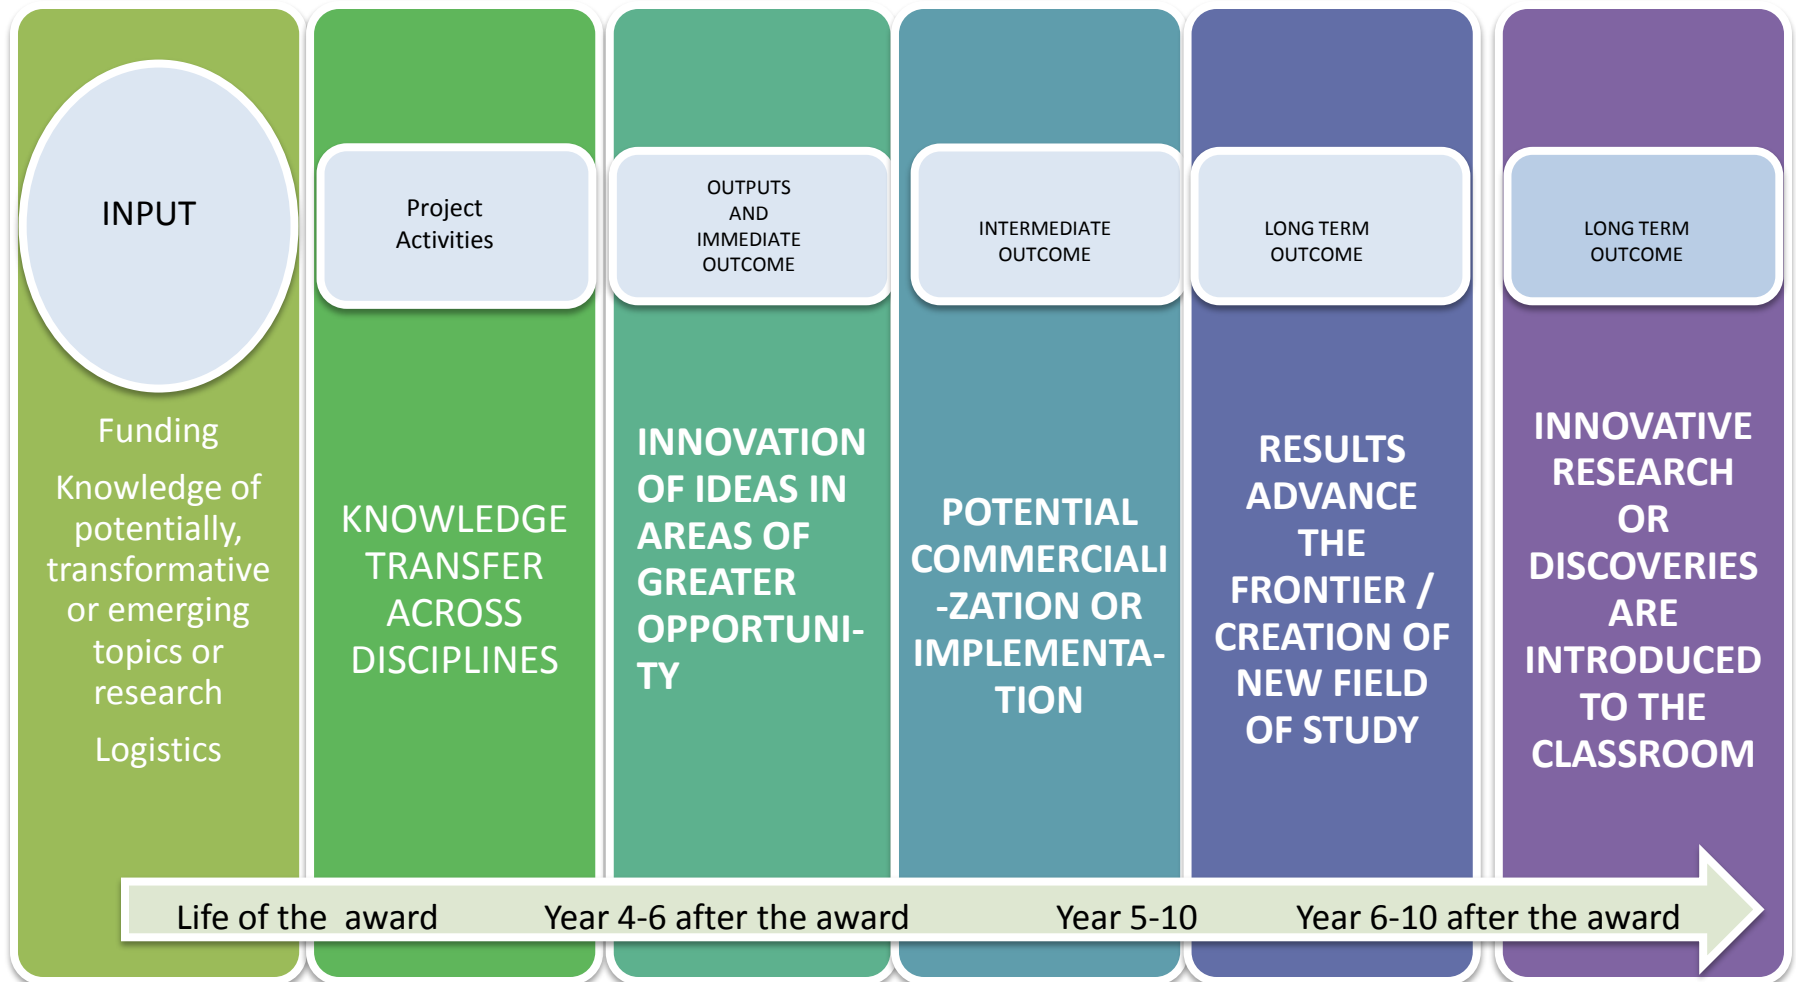 INPUT
Funding
Knowledge of
potentially,
transformative
or emerging
topics or
research
Logistics
Project
Activities
KNOWLEDGE
TRANSFER
ACROSS
DISCIPLINES
OUTPUTS
AND
IMMEDIATE
OUTCOME
INNOVATION
OF IDEAS IN
AREAS OF
GREATER
OPPORTUNI-
TY
INTERMEDIATE
OUTCOME
POTENTIAL
COMMERCIALI
-ZATION OR
IMPLEMENTA-
TION
LONG TERM
OUTCOME
RESULTS
ADVANCE
THE
FRONTIER /
CREATION OF
NEW FIELD
OF STUDY
LONG TERM
OUTCOME
INNOVATIVE
RESEARCH
OR
DISCOVERIES
ARE
INTRODUCED
TO THE
CLASSROOM
Life of the award
Year 4-6 after the award
Year 5-10
Year 6-10 after the award